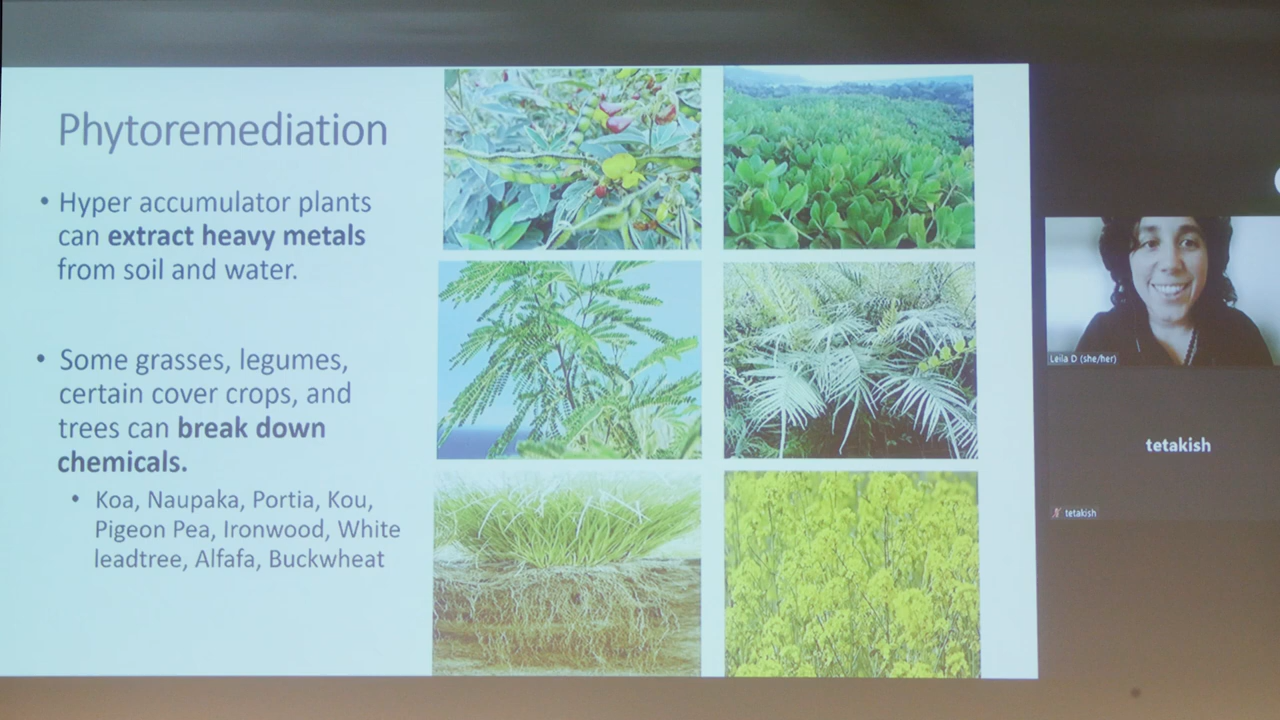 Phytoremediation
• Hyper accumulator plants
can extract heavy metals
from soil and water.
• Some grasses, legumes,
certain cover crops, and
trees can break down
chemicals.
• Koa, Naupaka, Portia, Kou,
Pigeon Pea, Ironwood, White
leadtree, Alfafa, Buckwheat
Leila D (she/her)
tetakish
tetakish